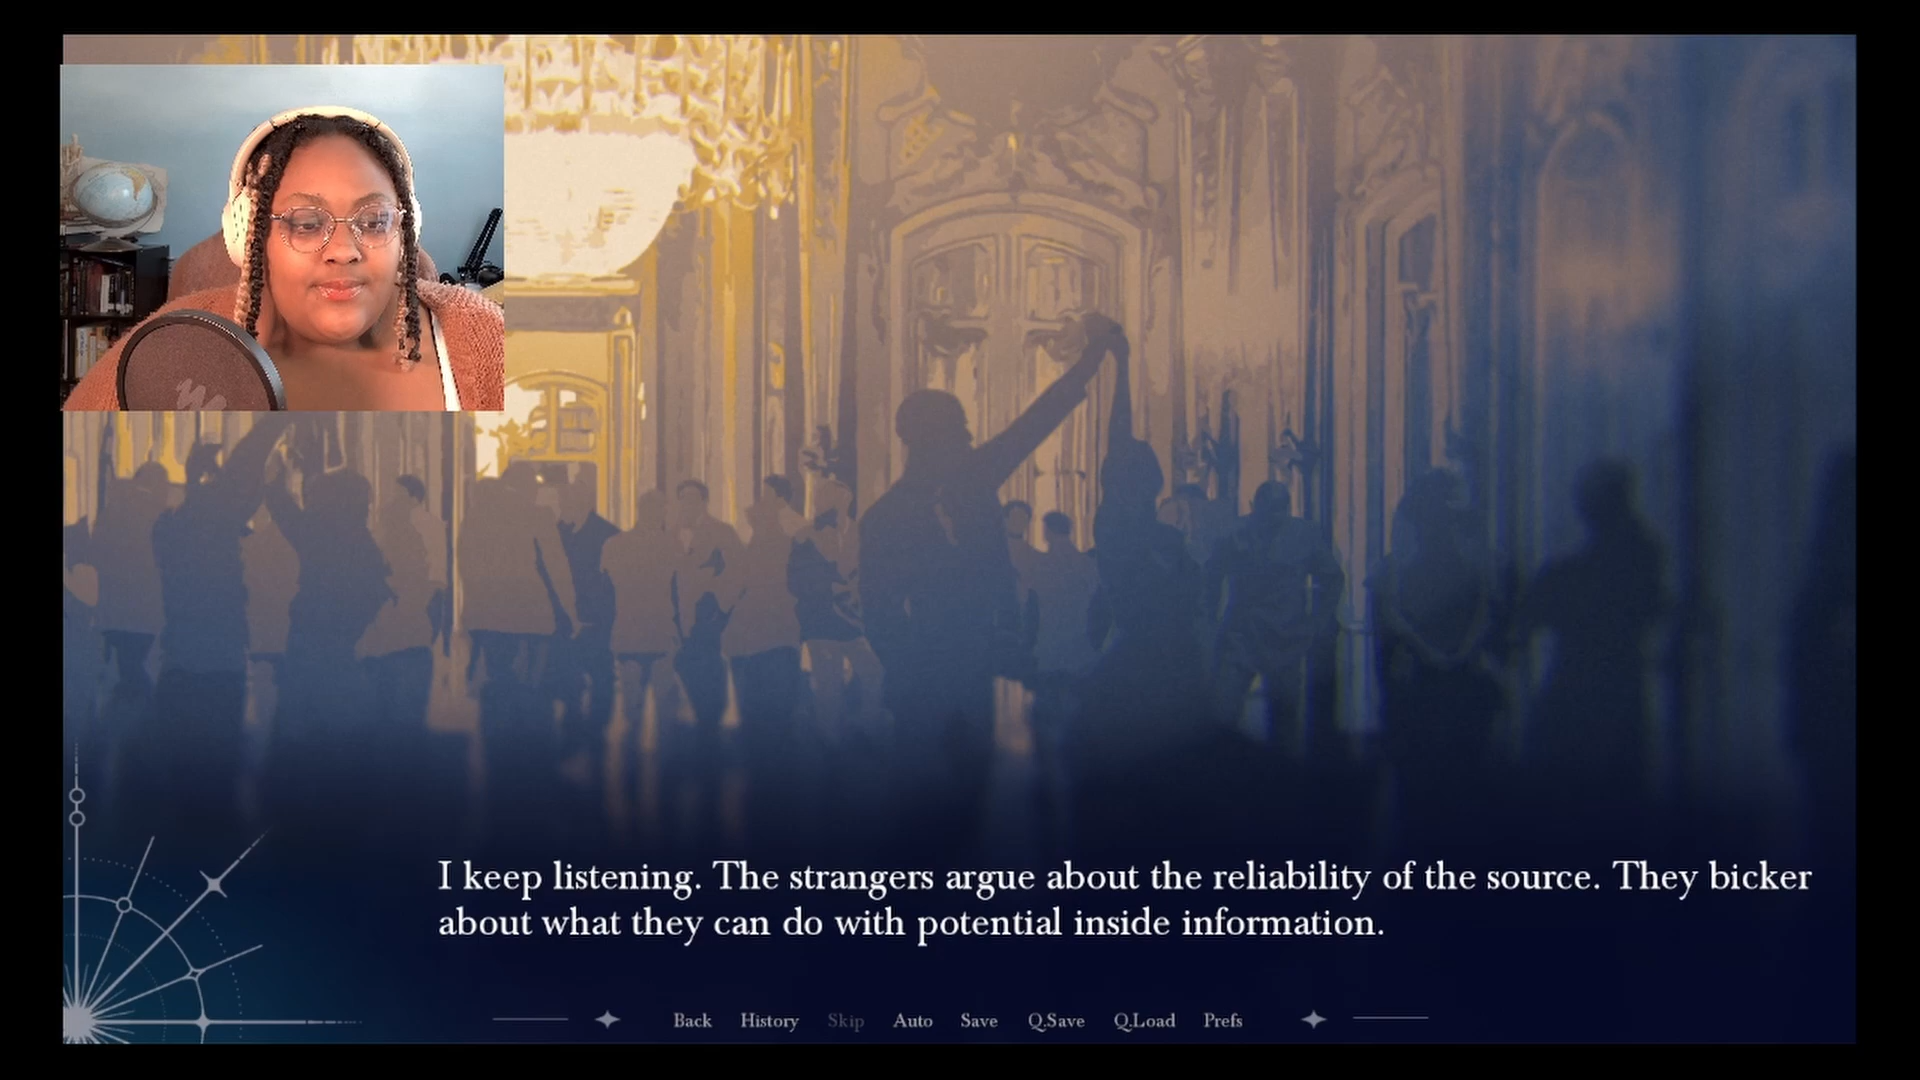 I keep listening. The strangers argue about the reliability of the source. They bicker
about what they can do with potential inside information.
Back History Skip Auto Save Q.Save Q.Load Prefs